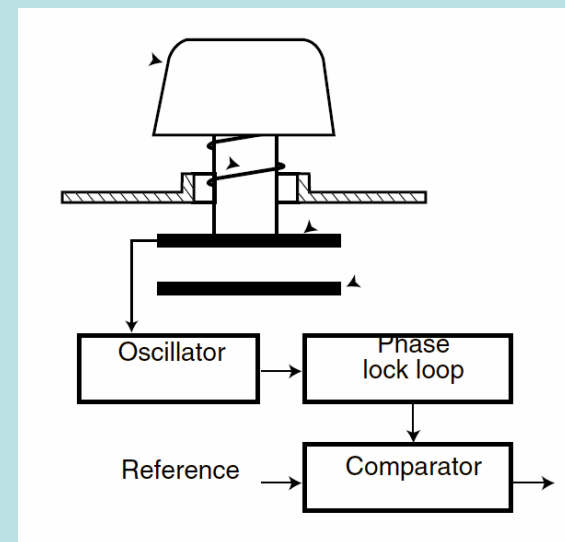 Oscillator
Phase
lock loop
Reference
Comparator